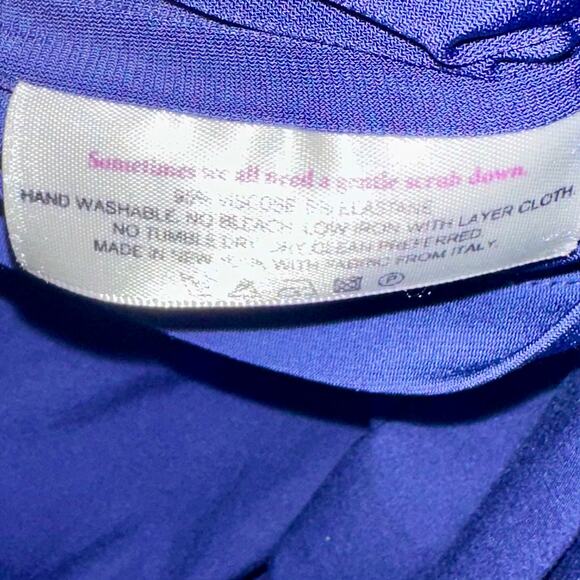 Sometimes we all need a gentle scrub down.
95% VISCOSE 5% ELASTANE
HAND WASHABLE. NO BLEACH. LOW IRON WITH LAYER CLOTH.
NO TUMBLE DRY. DRY CLEAN PREFERRED.
MADE IN NEW YORK WITH FABRIC FROM ITALY.
P